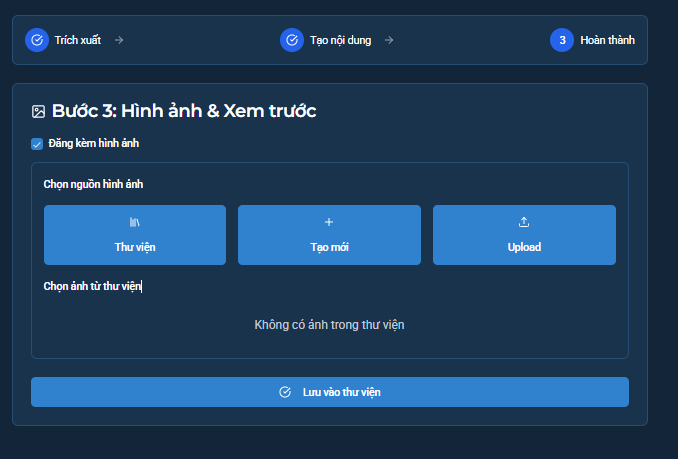 Trích xuất
Tạo nội dung
3 Hoàn thành
Bước 3: Hình ảnh & Xem trước
Đăng kèm hình ảnh
Chọn nguồn hình ảnh
Thư viện
Tạo mới
Upload
Chọn ảnh từ thư viện
Không có ảnh trong thư viện
Lưu vào thư viện